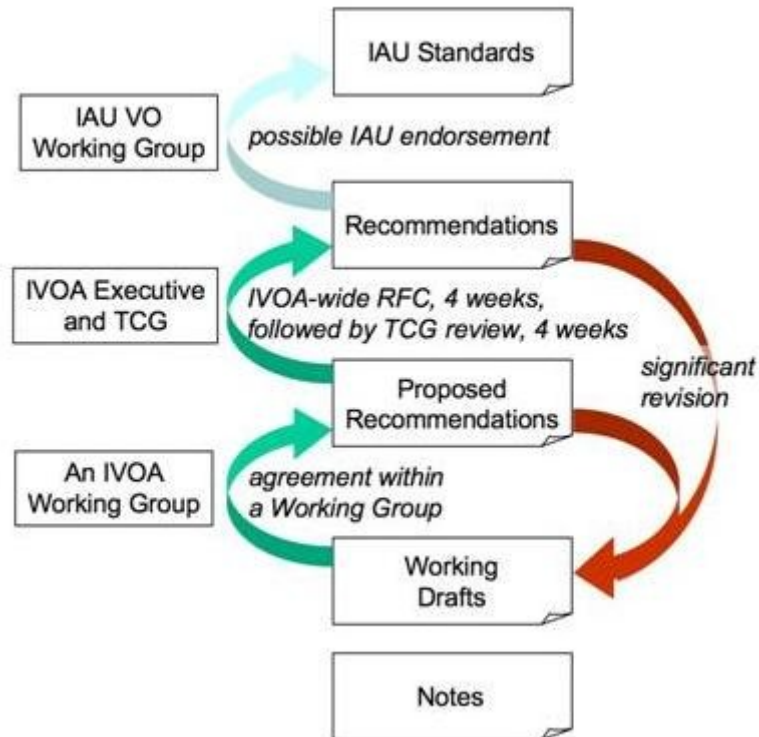 IAU Standards
IAU VO
Working Group
possible IAU endorsement
Recommendations
IVOA Executive
and TCG
IVOA-wide RFC, 4 weeks,
followed by TCG review, 4 weeks
significant
revision
Proposed
Recommendations
An IVOA
Working Group
agreement within
a Working Group
Working
Drafts
Notes